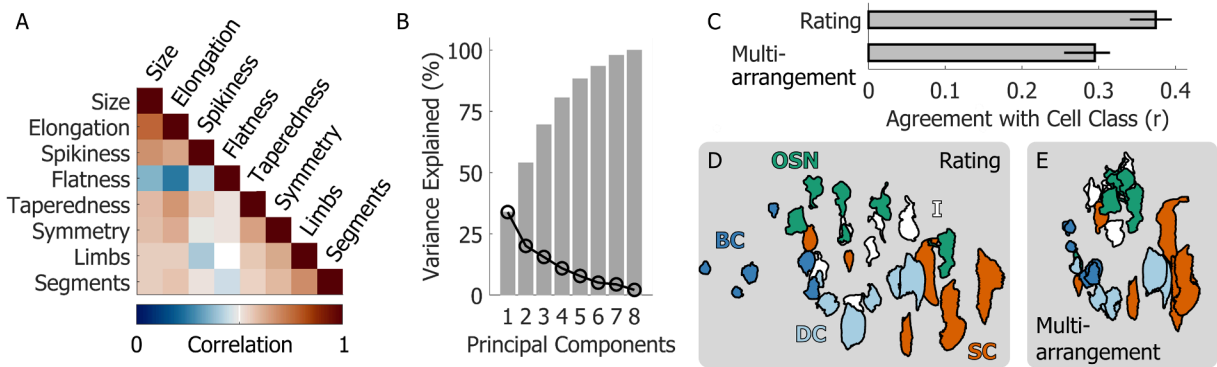 A
Size
Elongation
Spikiness
Flatness
Taperedness
Symmetry
Limbs
Segments
Size
Elongation
Spikiness
Flatness
Taperedness
Symmetry
Limbs
Segments
0
Correlation
1
B
Variance Explained (%)
100
75
50
25
0
1 2 3 4 5 6 7 8
Principal Components
C
Rating
Multi-
arrangement
0 0.1 0.2 0.3 0.4
Agreement with Cell Class (r)
D
Rating
OSN
I
BC
DC
SC
E
Multi-
arrangement